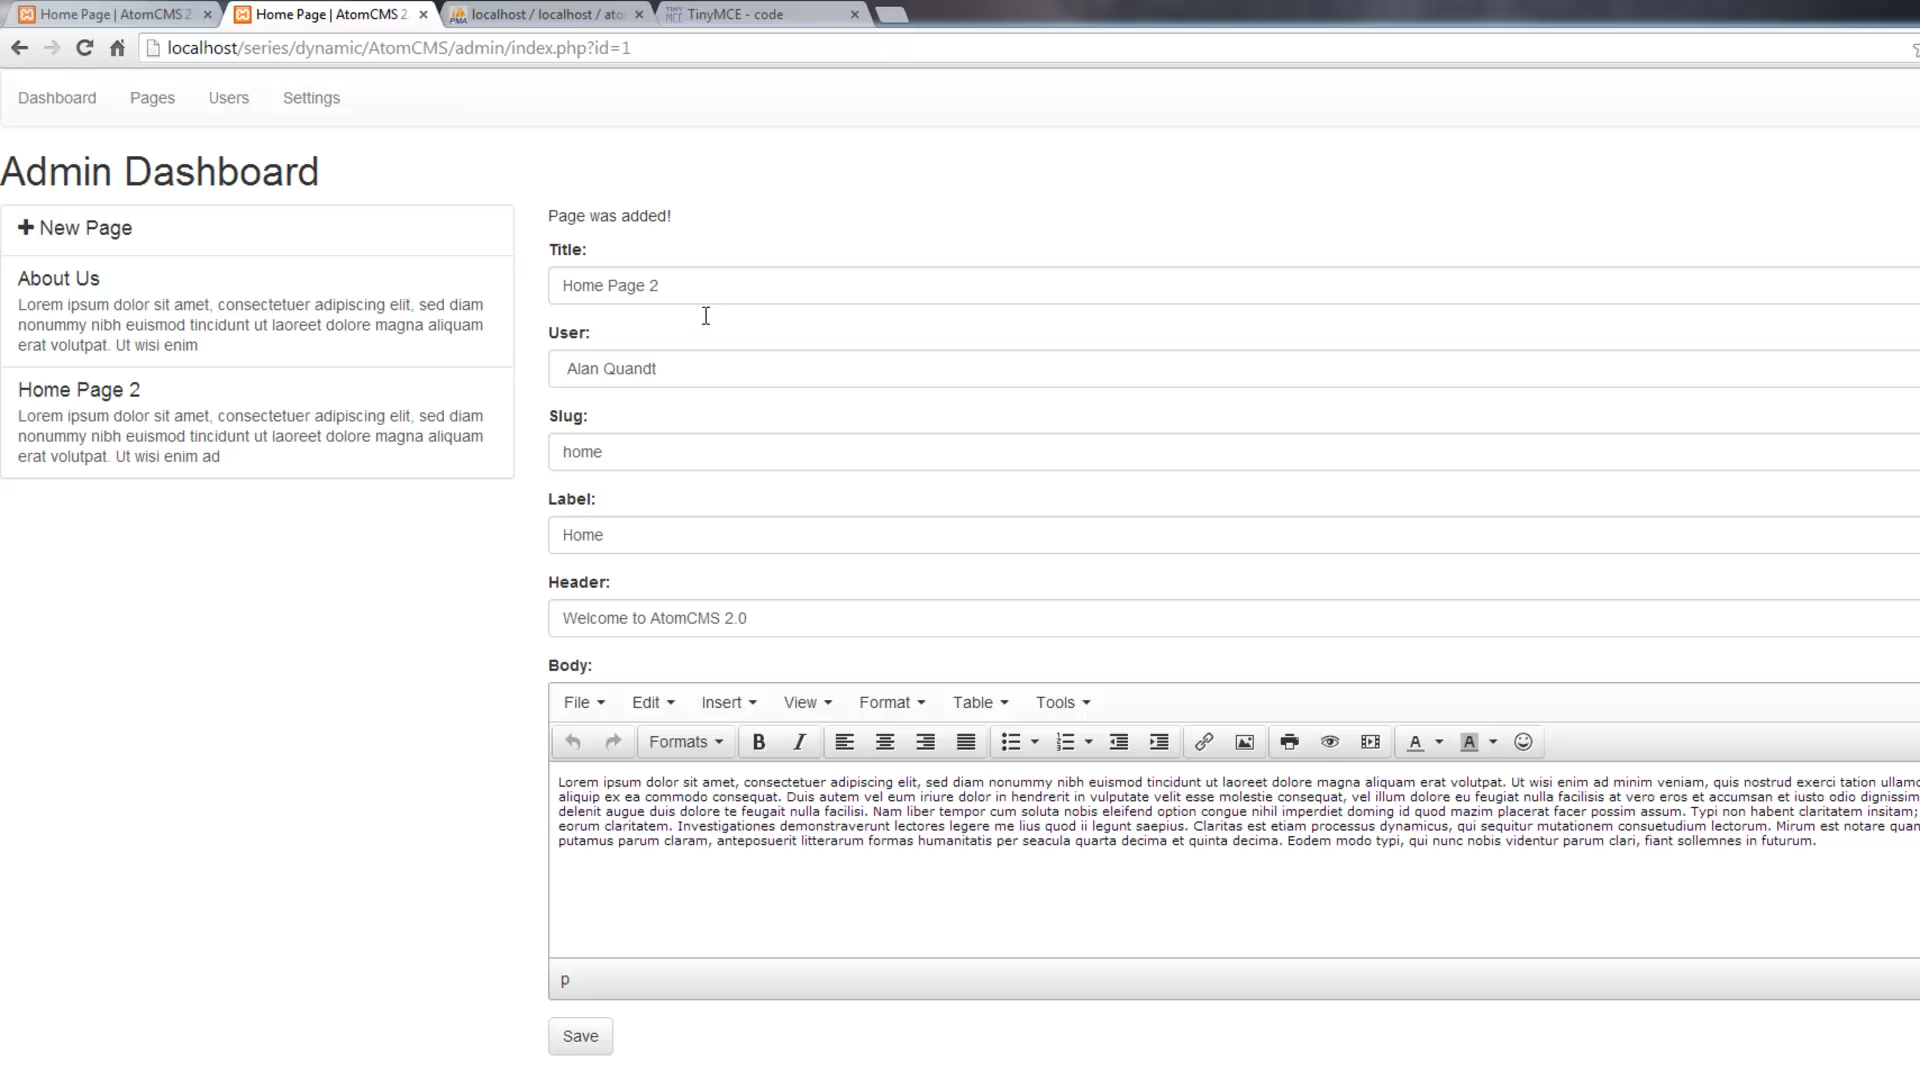 Home Page | AtomCMS 2
Home Page | AtomCMS 2.
localhost / localhost / ato
TinyMCE - code
localhost/series/dynamic/AtomCMS/admin/index.php?id=1
Dashboard Pages Users Settings
Admin Dashboard
New Page
About Us
Lorem ipsum dolor sit amet, consectetuer adipiscing elit, sed diam
nonummy nibh euismod tincidunt ut laoreet dolore magna aliquam
erat volutpat. Ut wisi enim
Home Page 2
Lorem ipsum dolor sit amet, consectetuer adipiscing elit, sed diam
nonummy nibh euismod tincidunt ut laoreet dolore magna aliquam
erat volutpat. Ut wisi enim ad
Page was added!
Title:
Home Page 2
User:
Alan Quandt
Slug:
home
Label:
Home
Header:
Welcome to AtomCMS 2.0
Body:
File Edit Insert View Format Table Tools
Formats B I A A
Lorem ipsum dolor sit amet, consectetuer adipiscing elit, sed diam nonummy nibh euismod tincidunt ut laoreet dolore magna aliquam erat volutpat. Ut wisi enim ad minim veniam, quis nostrud exerci tation ullamc
aliquip ex ea commodo consequat. Duis autem vel eum iriure dolor in hendrerit in vulputate velit esse molestie consequat, vel illum dolore eu feugiat nulla facilisis at vero eros et accumsan et iusto odio dignissim
delenit augue duis dolore te feugait nulla facilisi. Nam liber tempor cum soluta nobis eleifend option congue nihil imperdiet doming id quod mazim placerat facer possim assum. Typi non habent claritatem insitam;
eorum claritatem. Investigationes demonstraverunt lectores legere me lius quod ii legunt saepius. Claritas est etiam processus dynamicus, qui sequitur mutationem consuetudium lectorum. Mirum est notare quam
putamus parum claram, anteposuerit litterarum formas humanitatis per seacula quarta decima et quinta decima. Eodem modo typi, qui nunc nobis videntur parum clari, fiant sollemnes in futurum.
p
Save